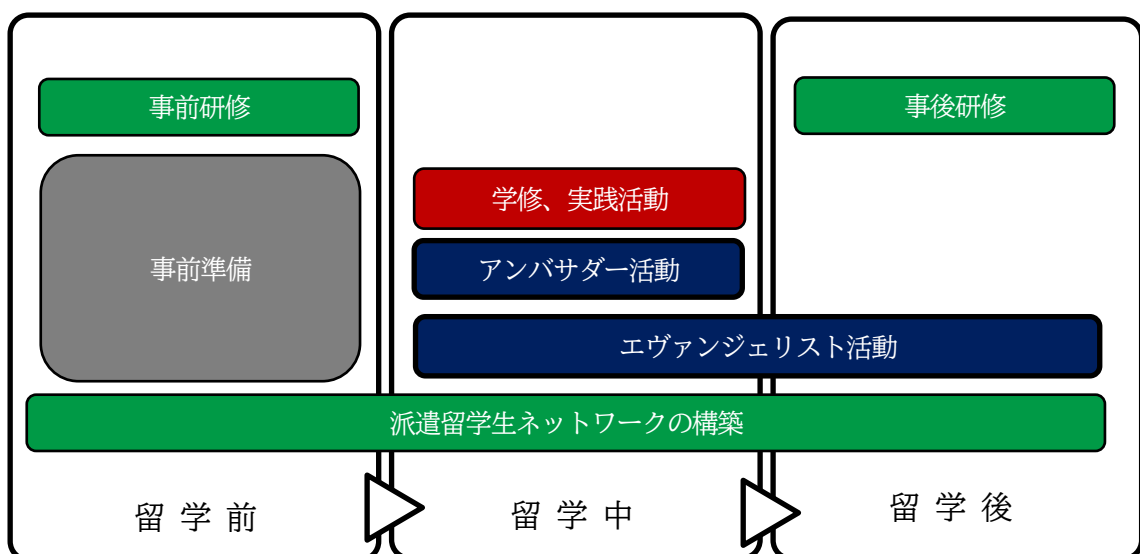 事前研修
事後研修
学修、実践活動
事前準備
アンバサダー活動
エヴァンジェリスト活動
派遣留学生ネットワークの構築
留学前
留学中
留学後